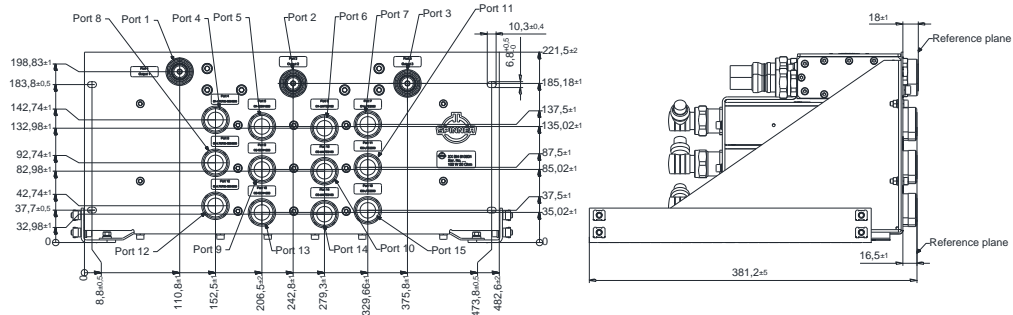 Port 8
Port 1
Port 4
Port 5
Port 2
Port 6
Port 7
Port 3
Port 11
10,3±0,4
6,8+0,5 -0
18±1
Reference plane
198,83±1
183,8±0,5
142,74±1
132,98±1
92,74±1
82,98±1
42,74±1
37,7±0,5
32,98±1
0
221,5±2
185,18±1
137,5±1
135,02±1
87,5±1
85,02±1
37,5±1
35,02±1
0
SPINNER
Port 12
Port 9
Port 13
Port 14
Port 10
Port 15
0
8,8±0,5
110,8±1
152,5±1
206,5±2
242,8±1
279,3±1
329,66±1
375,8±1
473,8±0,5
482,6±2
Reference plane
16,5±1
381,2±5